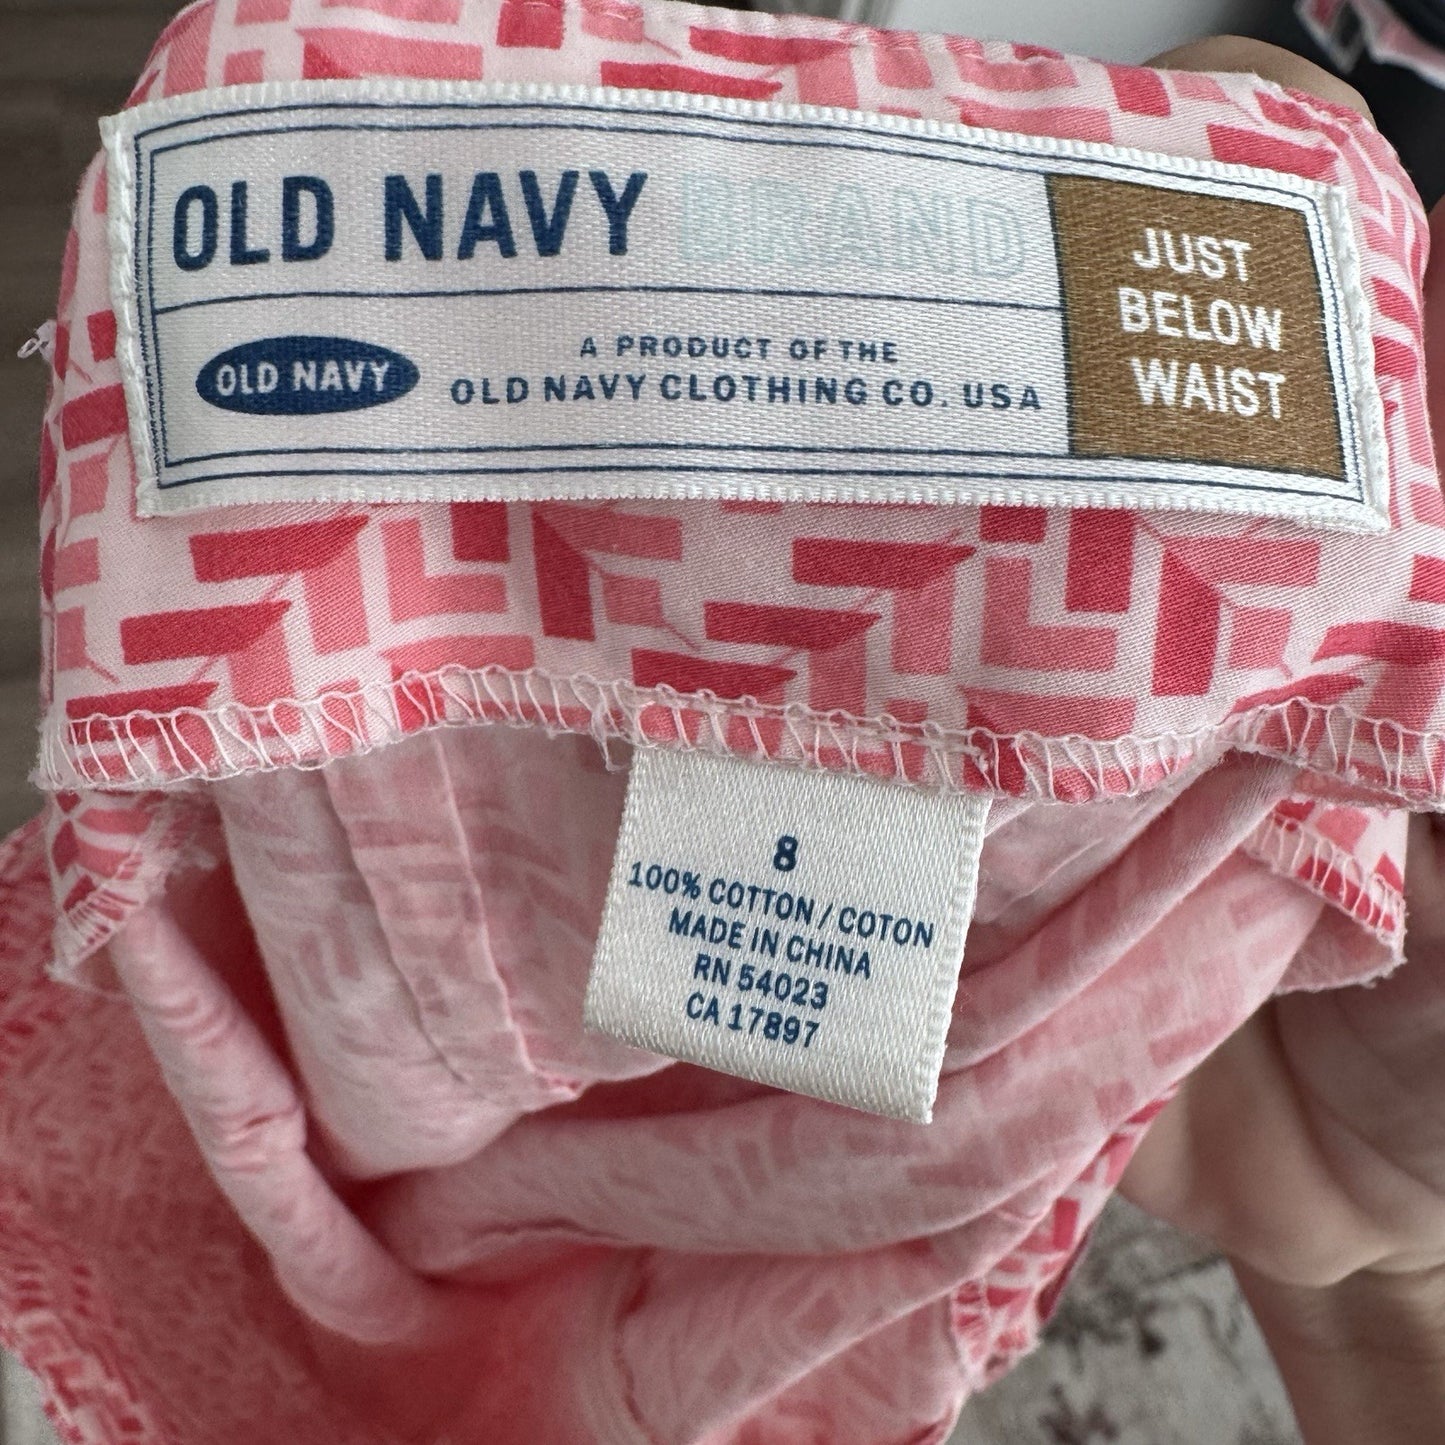 OLD NAVY BRAND
OLD NAVY
A PRODUCT OF THE
OLD NAVY CLOTHING CO. USA
JUST
BELOW
WAIST
8
100% COTTON / COTON
MADE IN CHINA
RN 54023
CA 17897